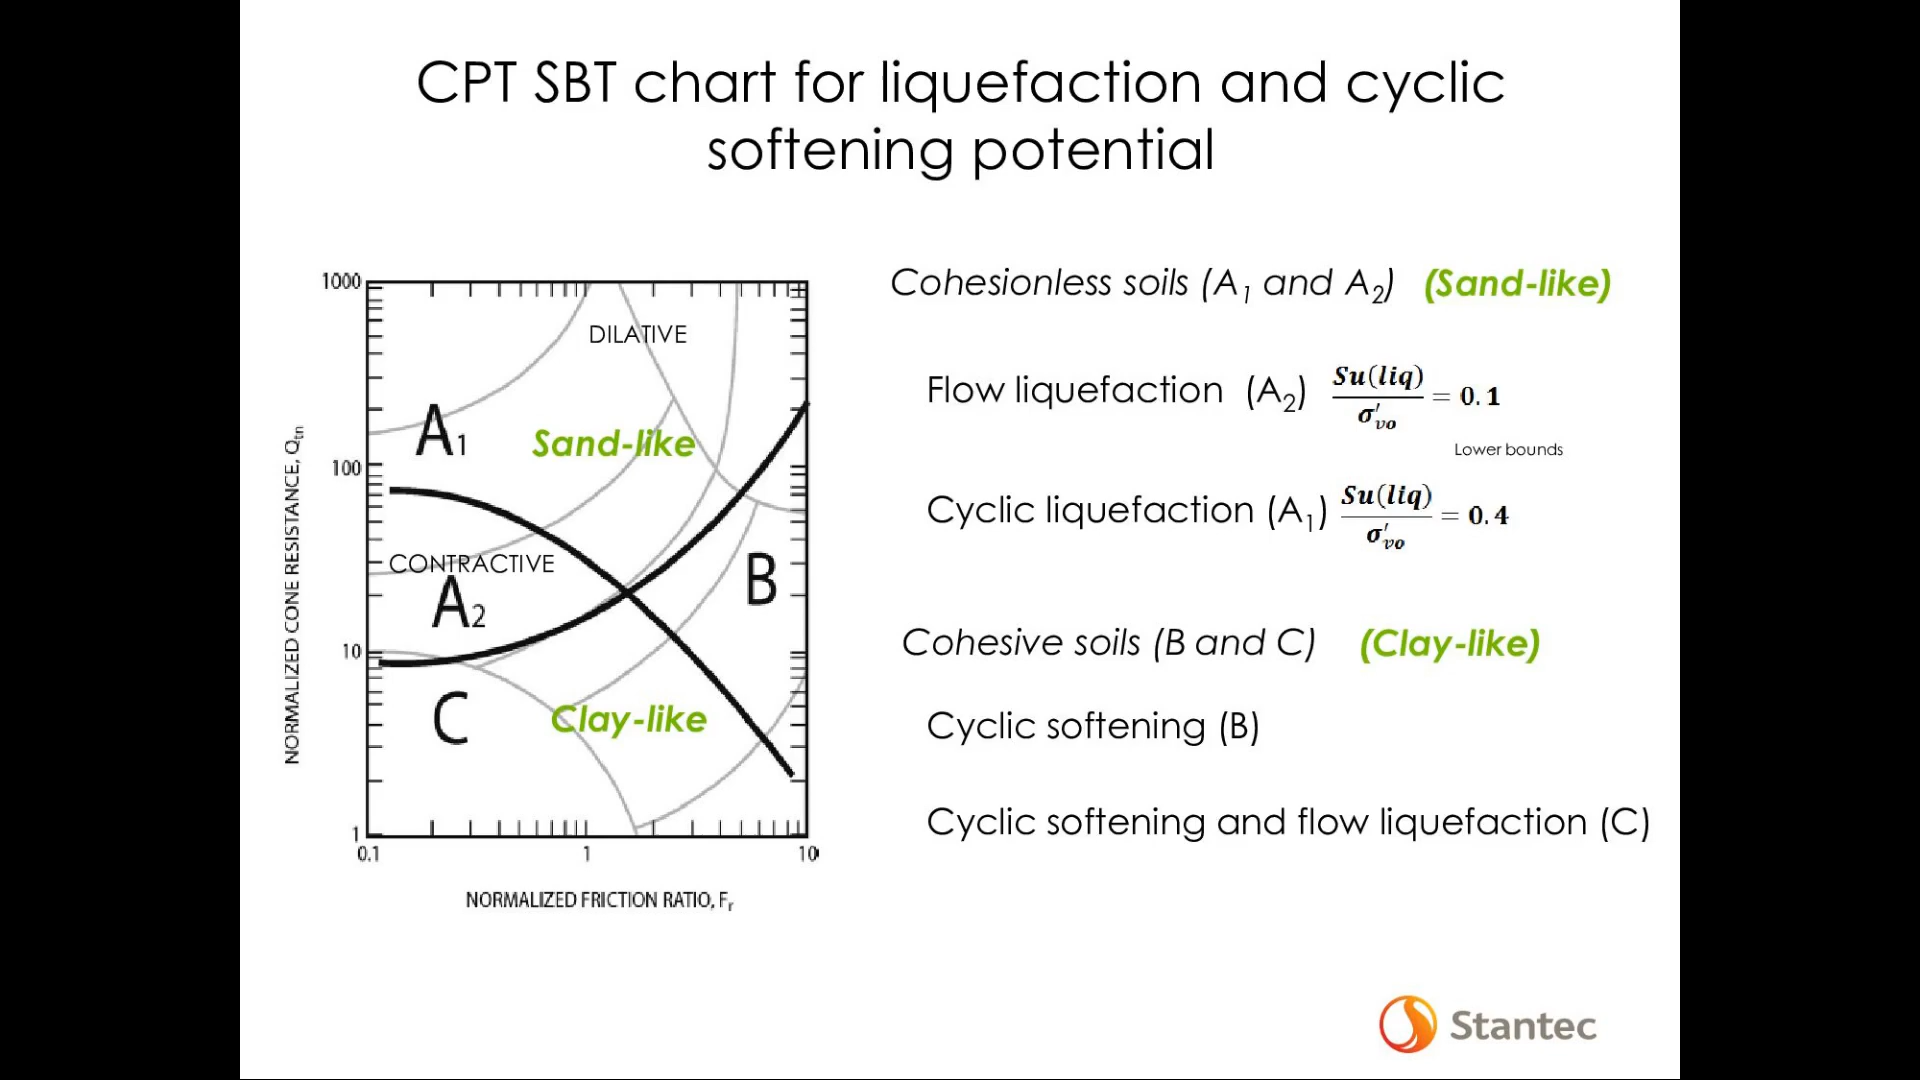 CPT SBT chart for liquefaction and cyclic
softening potential
1000
100
10
1
0.1
1
10
NORMALIZED CONE RESISTANCE, Qtn
NORMALIZED FRICTION RATIO, Fr
DILATIVE
A1
Sand-like
CONTRACTIVE
A2
B
C
Clay-like
Cohesionless soils (A1 and A2) (Sand-like)
Flow liquefaction (A2) Su(liq)/σ′vo = 0.1
Lower bounds
Cyclic liquefaction (A1) Su(liq)/σ′vo = 0.4
Cohesive soils (B and C) (Clay-like)
Cyclic softening (B)
Cyclic softening and flow liquefaction (C)
Stantec